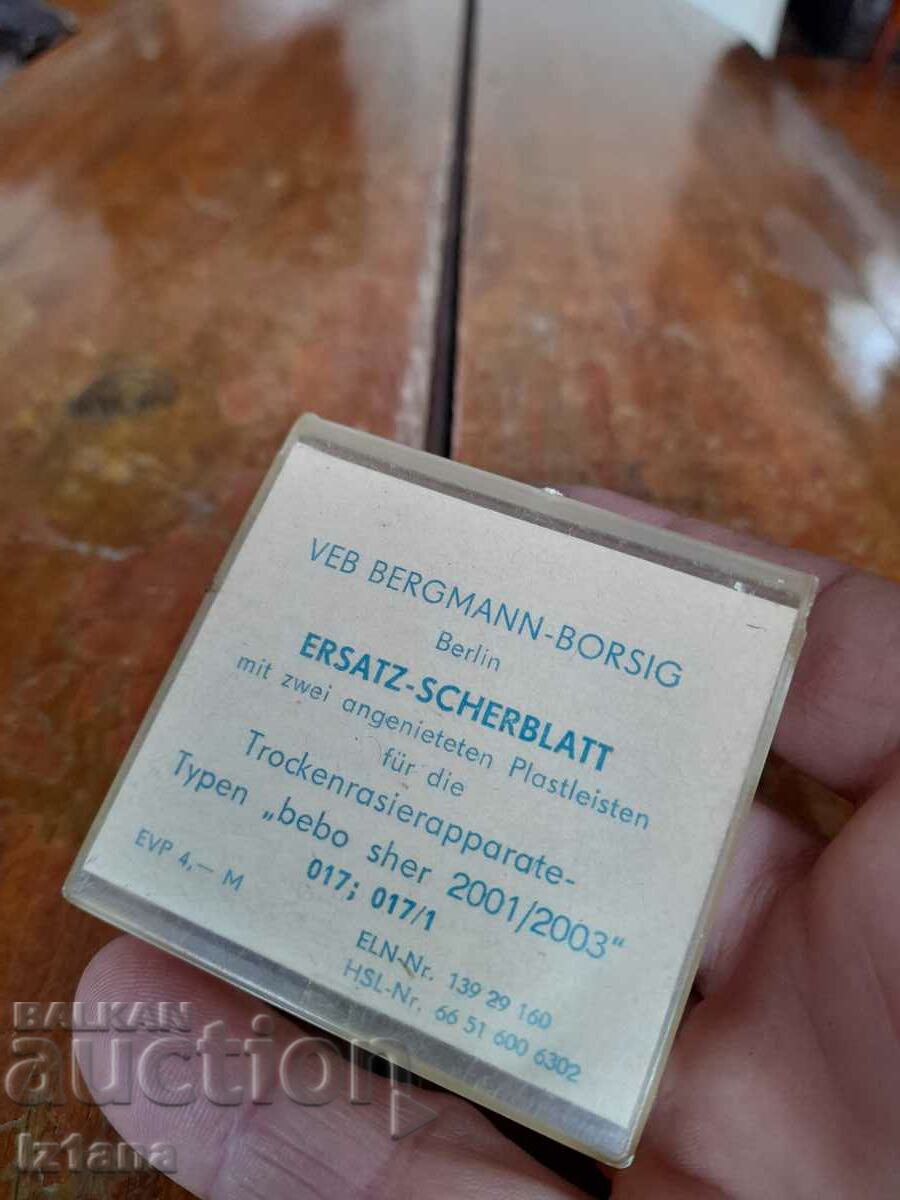 VEB BERGMANN-BORSIG
Berlin
ERSATZ-SCHERBLATT
mit zwei angenieteten Plastleisten
für die
Trockenrasierapparate-
Typen „bebo sher 2001/2003“
017; 017/1
EVP 4,— M
ELN-Nr. 139 29 160
HSL-Nr. 66 51 600 6302
BALKAN
auction
Iz1ana